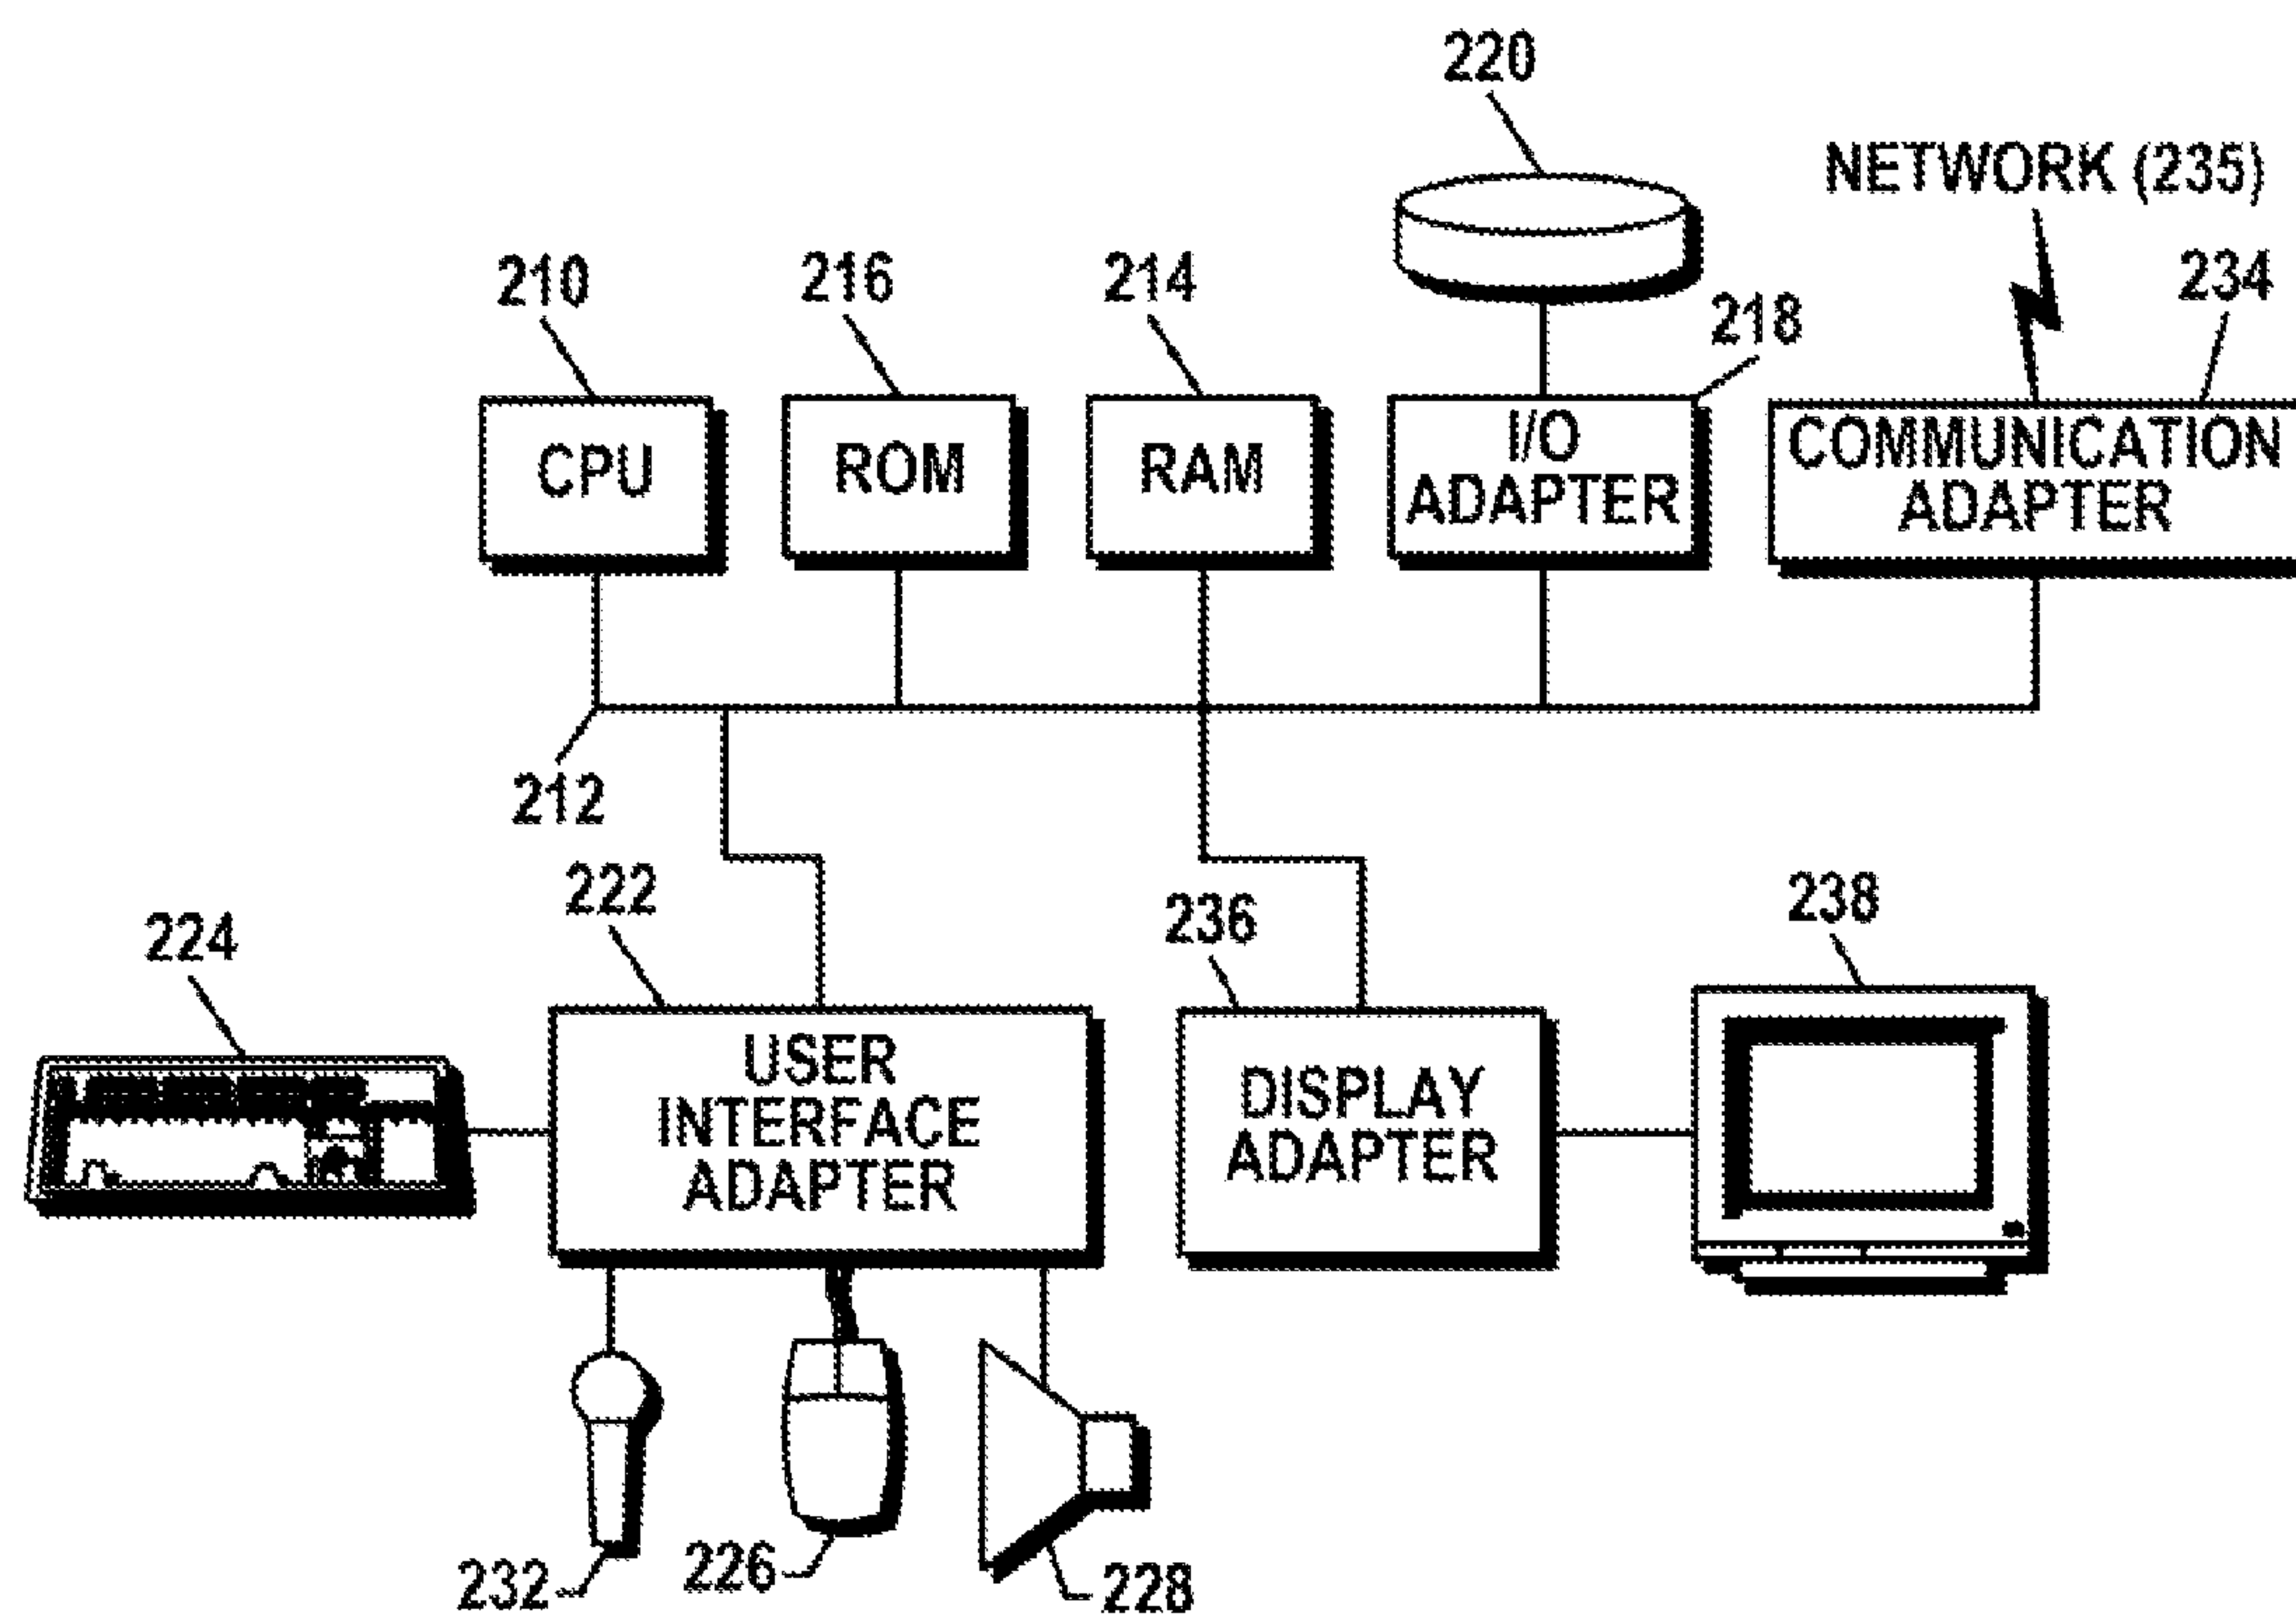 220
NETWORK (235)
210
216
214
218
234
CPU
ROM
RAM
I/O
ADAPTER
COMMUNICATION
ADAPTER
212
222
224
236
238
USER
INTERFACE
ADAPTER
DISPLAY
ADAPTER
232
226
228